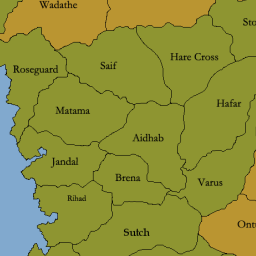 Wadathe
Sto
Hare Cross
Saif
Roseguard
Hafar
Matama
Aidhab
Jandal
Brena
Varus
Rihad
Ont
Sutch